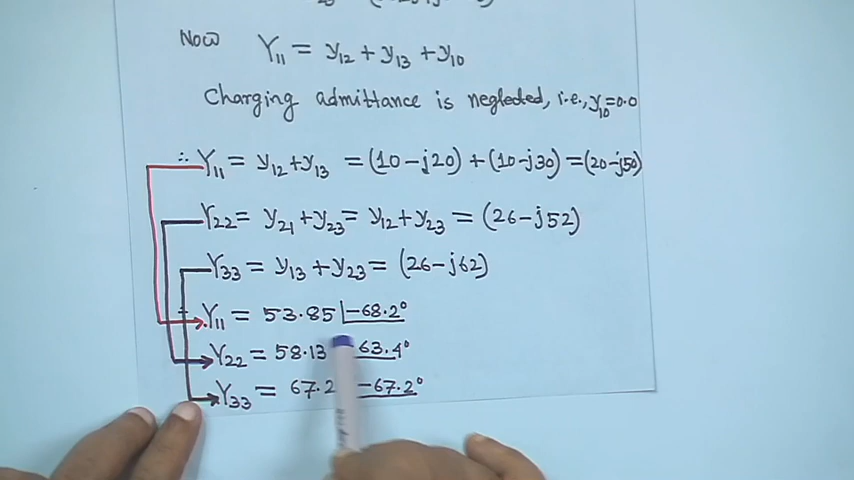 Now Y₁₁ = y₁₂ + y₁₃ + y₁₀
Charging admittance is neglected, i.e., y₁₀=0.0
∴ Y₁₁ = y₁₂+y₁₃ = (10-j20) + (10-j30) = (20-j50)
Y₂₂ = y₂₁ + y₂₃ = y₁₂ + y₂₃ = (26-j52)
Y₃₃ = y₁₃ + y₂₃ = (26-j62)
∴ Y₁₁ = 53.85 |-68.2°
Y₂₂ = 58.13 -63.4°
Y₃₃ = 67.2 -67.2°